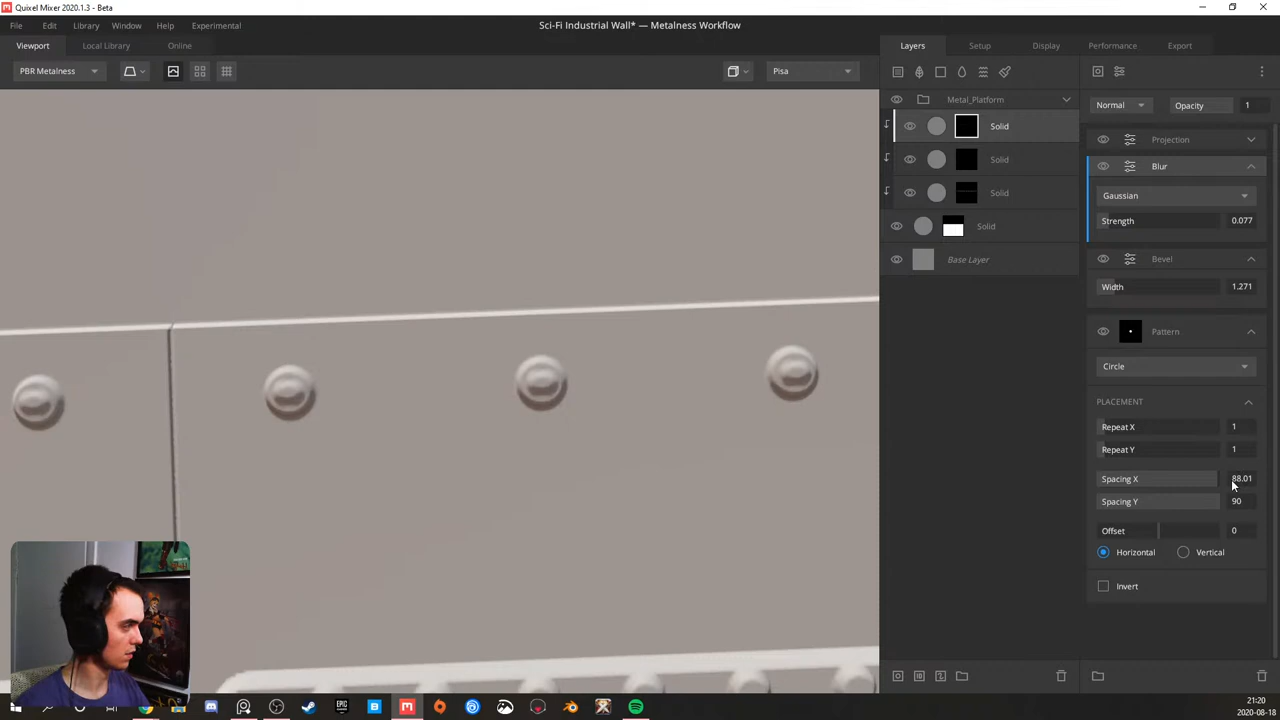 Quixel Mixer 2020.1.3 - Beta
File Edit Library Window Help Experimental
Sci-Fi Industrial Wall* — Metalness Workflow
Viewport Local Library Online
Layers Setup Display Performance Export
PBR Metalness
Pisa
Metal_Platform
Normal Opacity 1
Solid
Projection
Solid
Blur
Solid
Gaussian
Strength 0.077
Solid
Base Layer
Bevel
Width 1.271
Pattern
Circle
PLACEMENT
Repeat X 1
Repeat Y 1
Spacing X 88.01
Spacing Y 90
Offset 0
Horizontal Vertical
Invert
EPIC
21:20
2020-08-18